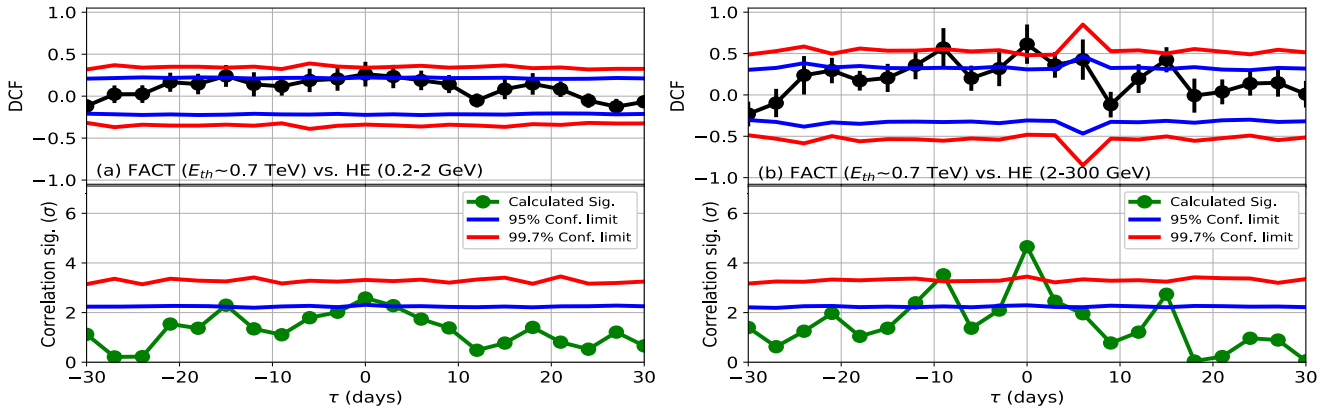 1.0
0.5
0.0
−0.5
−1.0
DCF
(a) FACT (E_th~0.7 TeV) vs. HE (0.2-2 GeV)
6
4
2
0
Correlation sig. (σ)
Calculated Sig.
95% Conf. limit
99.7% Conf. limit
−30 −20 −10 0 10 20 30
τ (days)
1.0
0.5
0.0
−0.5
−1.0
DCF
(b) FACT (E_th~0.7 TeV) vs. HE (2-300 GeV)
6
4
2
0
Correlation sig. (σ)
Calculated Sig.
95% Conf. limit
99.7% Conf. limit
−30 −20 −10 0 10 20 30
τ (days)